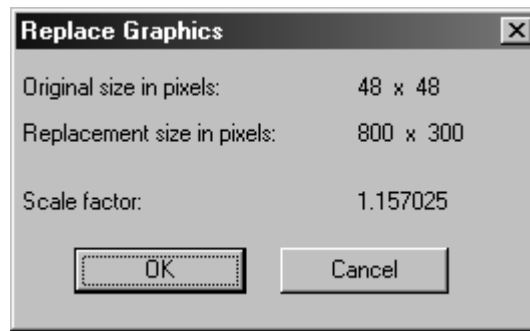 Replace Graphics
Original size in pixels: 48 x 48
Replacement size in pixels: 800 x 300
Scale factor: 1.157025
OK Cancel